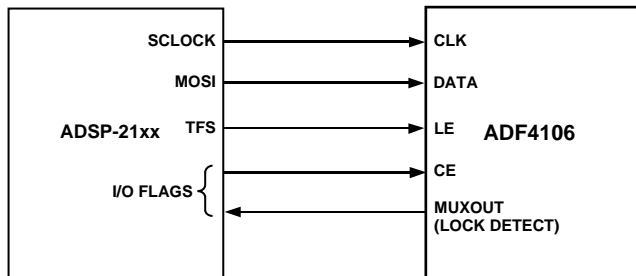 SCLOCK
MOSI
TFS
ADSP-21xx
I/O FLAGS
CLK
DATA
LE
ADF4106
CE
MUXOUT
(LOCK DETECT)